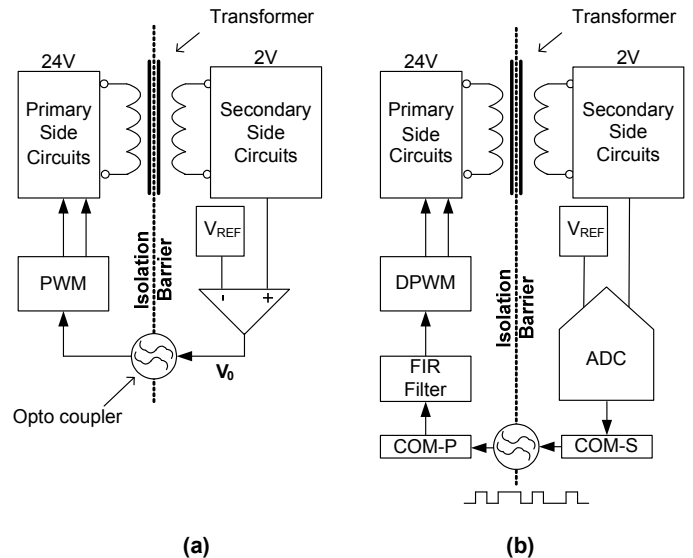 Transformer
24V
2V
Primary
Side
Circuits
Secondary
Side
Circuits
VREF
PWM
- +
Isolation
Barrier
V0
Opto coupler
(a)
Transformer
24V
2V
Primary
Side
Circuits
Secondary
Side
Circuits
VREF
DPWM
Isolation
Barrier
ADC
FIR
Filter
COM-P
COM-S
(b)